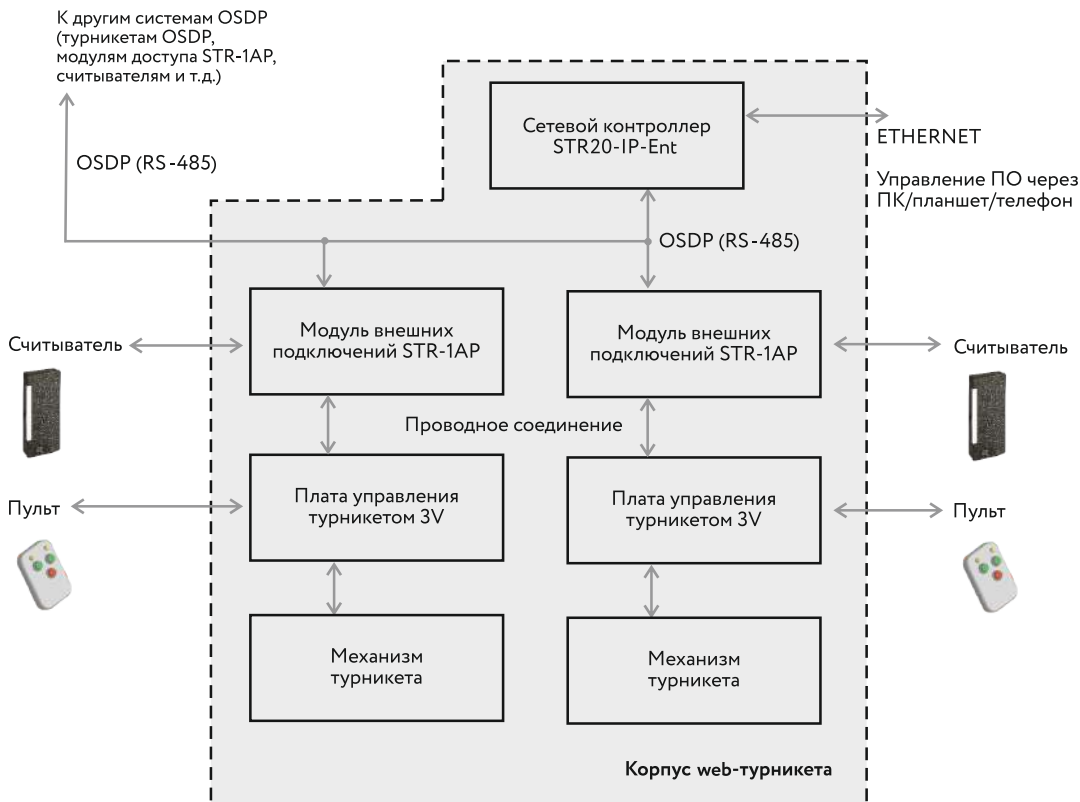 К другим системам OSDP
(турникетам OSDP,
модулям доступа STR-1AP,
считывателям и т.д.)
OSDP (RS-485)
Сетевой контроллер
STR20-IP-Ent
ETHERNET
Управление ПО через
ПК/планшет/телефон
OSDP (RS-485)
Модуль внешних
подключений STR-1AP
Модуль внешних
подключений STR-1AP
Считыватель
Считыватель
Проводное соединение
Плата управления
турникетом 3V
Плата управления
турникетом 3V
Пульт
Пульт
Механизм
турникета
Механизм
турникета
Корпус web-турникета